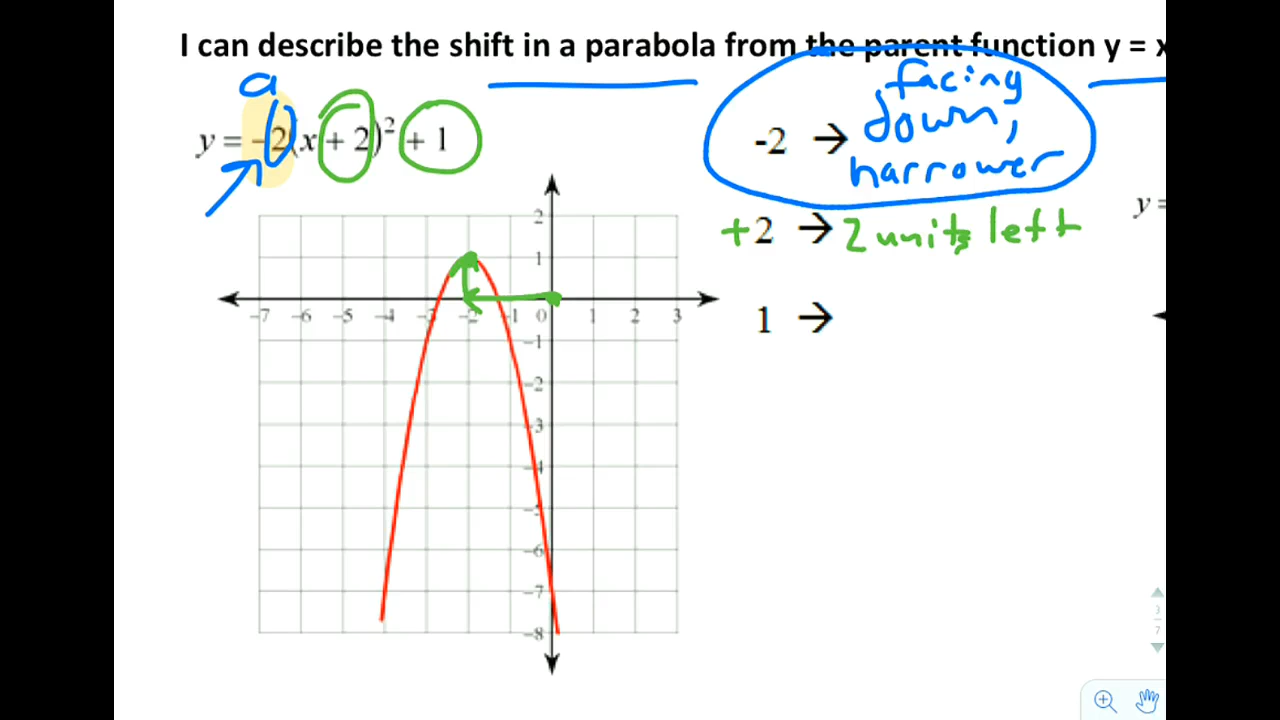 I can describe the shift in a parabola from the parent function y = x
a
facing
down,
narrower
y = -2(x + 2)² + 1
-2 →
+2 → 2 units left
y =
1 →
2
1
-7 -6 -5 -4 -3 -2 -1 0 1 2 3
-1
-2
-3
-4
-5
-6
-7
-8
3
7